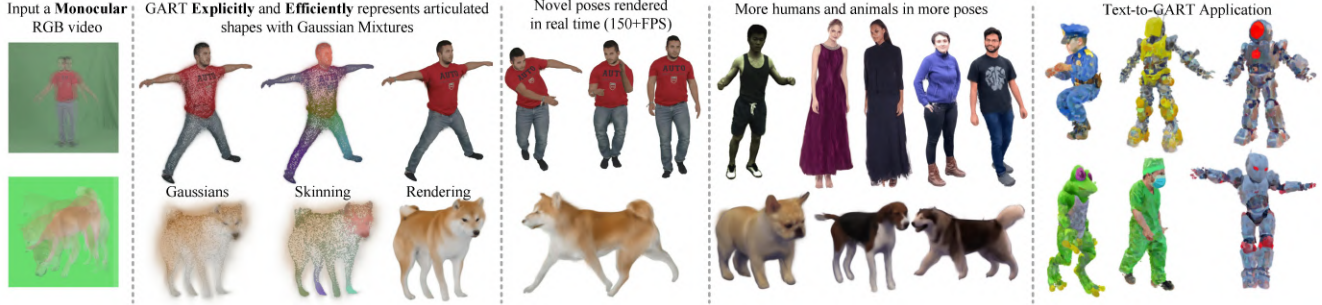 Input a Monocular
RGB video
GART Explicitly and Efficiently represents articulated
shapes with Gaussian Mixtures
Gaussians
Skinning
Rendering
Novel poses rendered
in real time (150+FPS)
More humans and animals in more poses
Text-to-GART Application